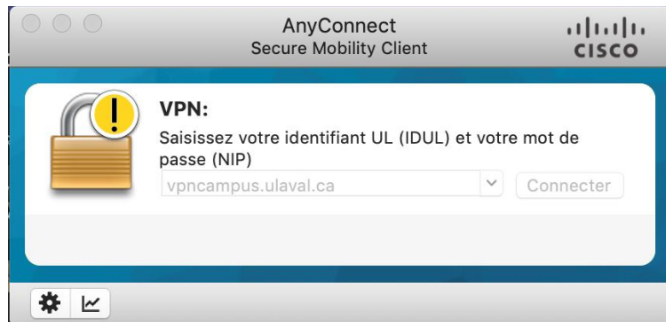 AnyConnect
Secure Mobility Client
CISCO
VPN:
Saisissez votre identifiant UL (IDUL) et votre mot de
passe (NIP)
vpncampus.ulaval.ca
Connecter